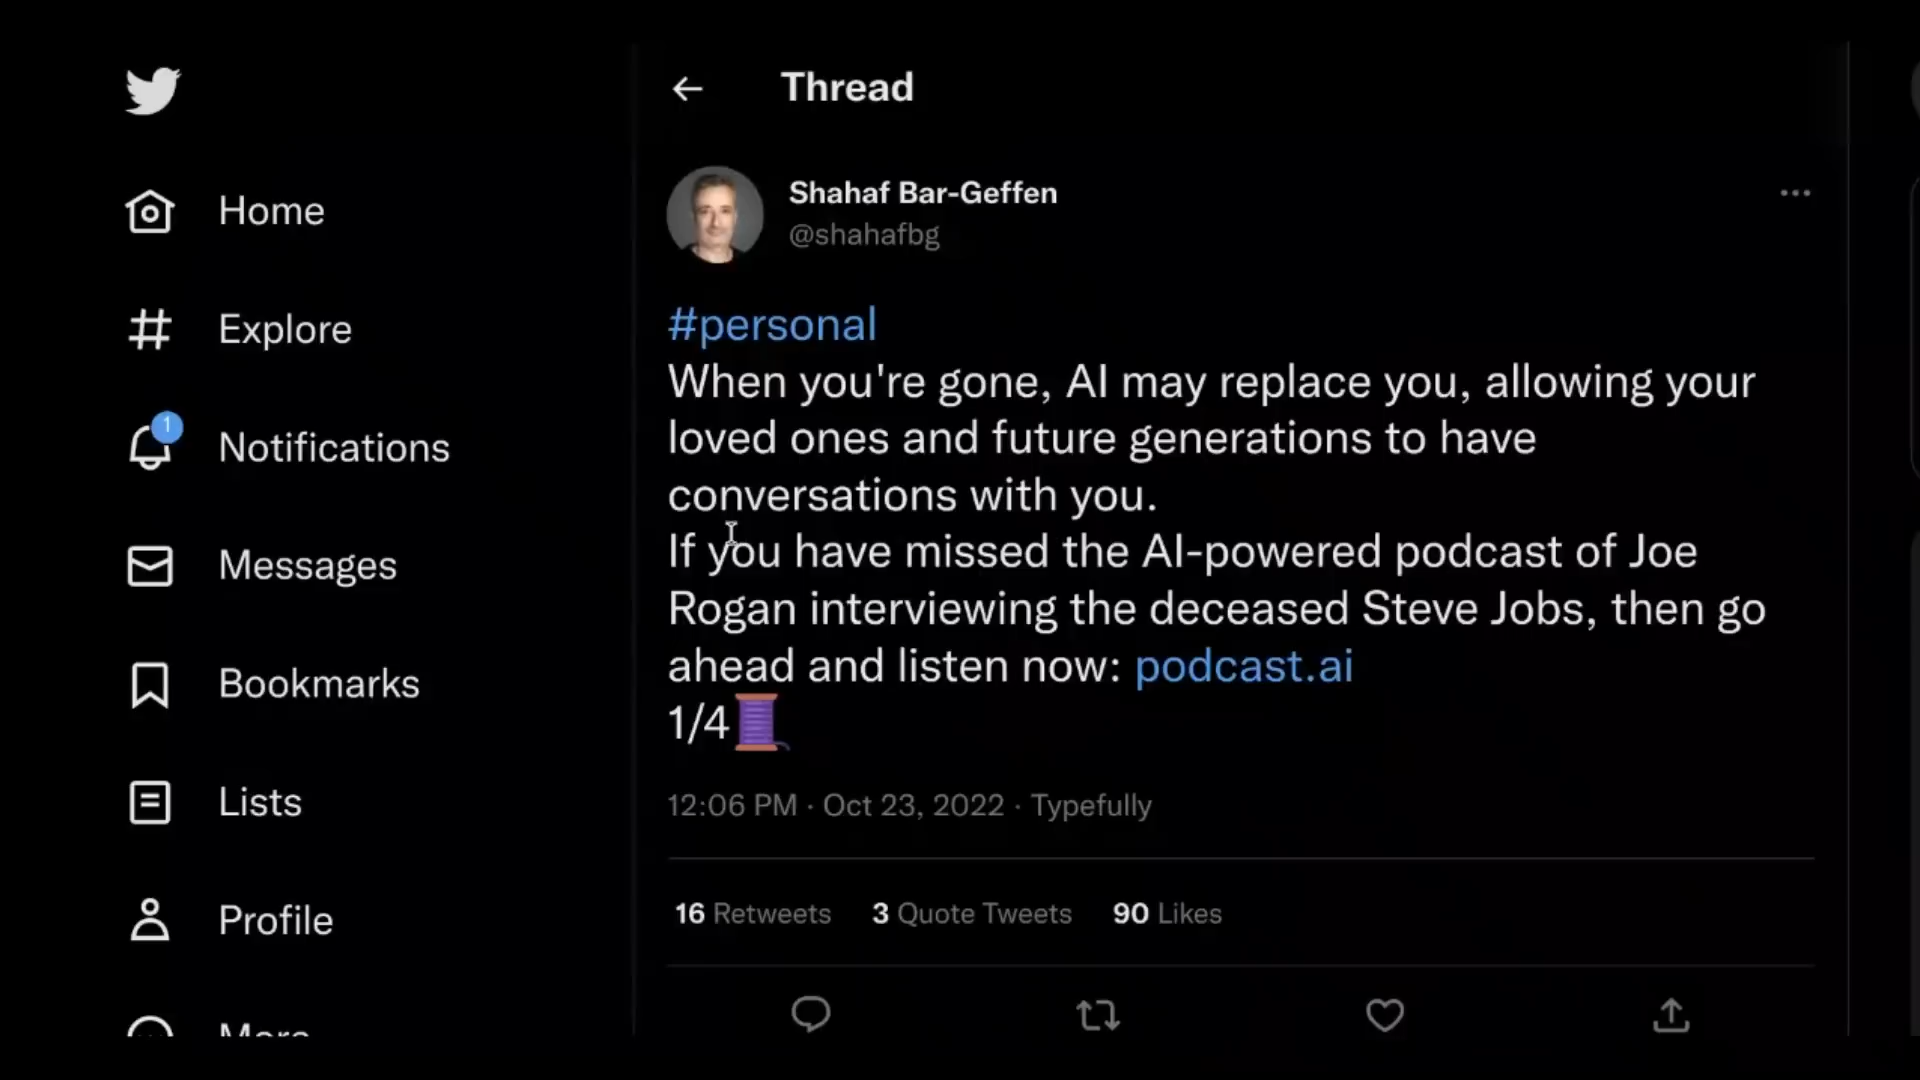 Thread
Home
Explore
1
Notifications
Messages
Bookmarks
Lists
Profile
More
Shahaf Bar-Geffen
@shahafbg
#personal
When you're gone, AI may replace you, allowing your
loved ones and future generations to have
conversations with you.
If you have missed the AI-powered podcast of Joe
Rogan interviewing the deceased Steve Jobs, then go
ahead and listen now: podcast.ai
1/4🧵
12:06 PM · Oct 23, 2022 · Typefully
16 Retweets 3 Quote Tweets 90 Likes